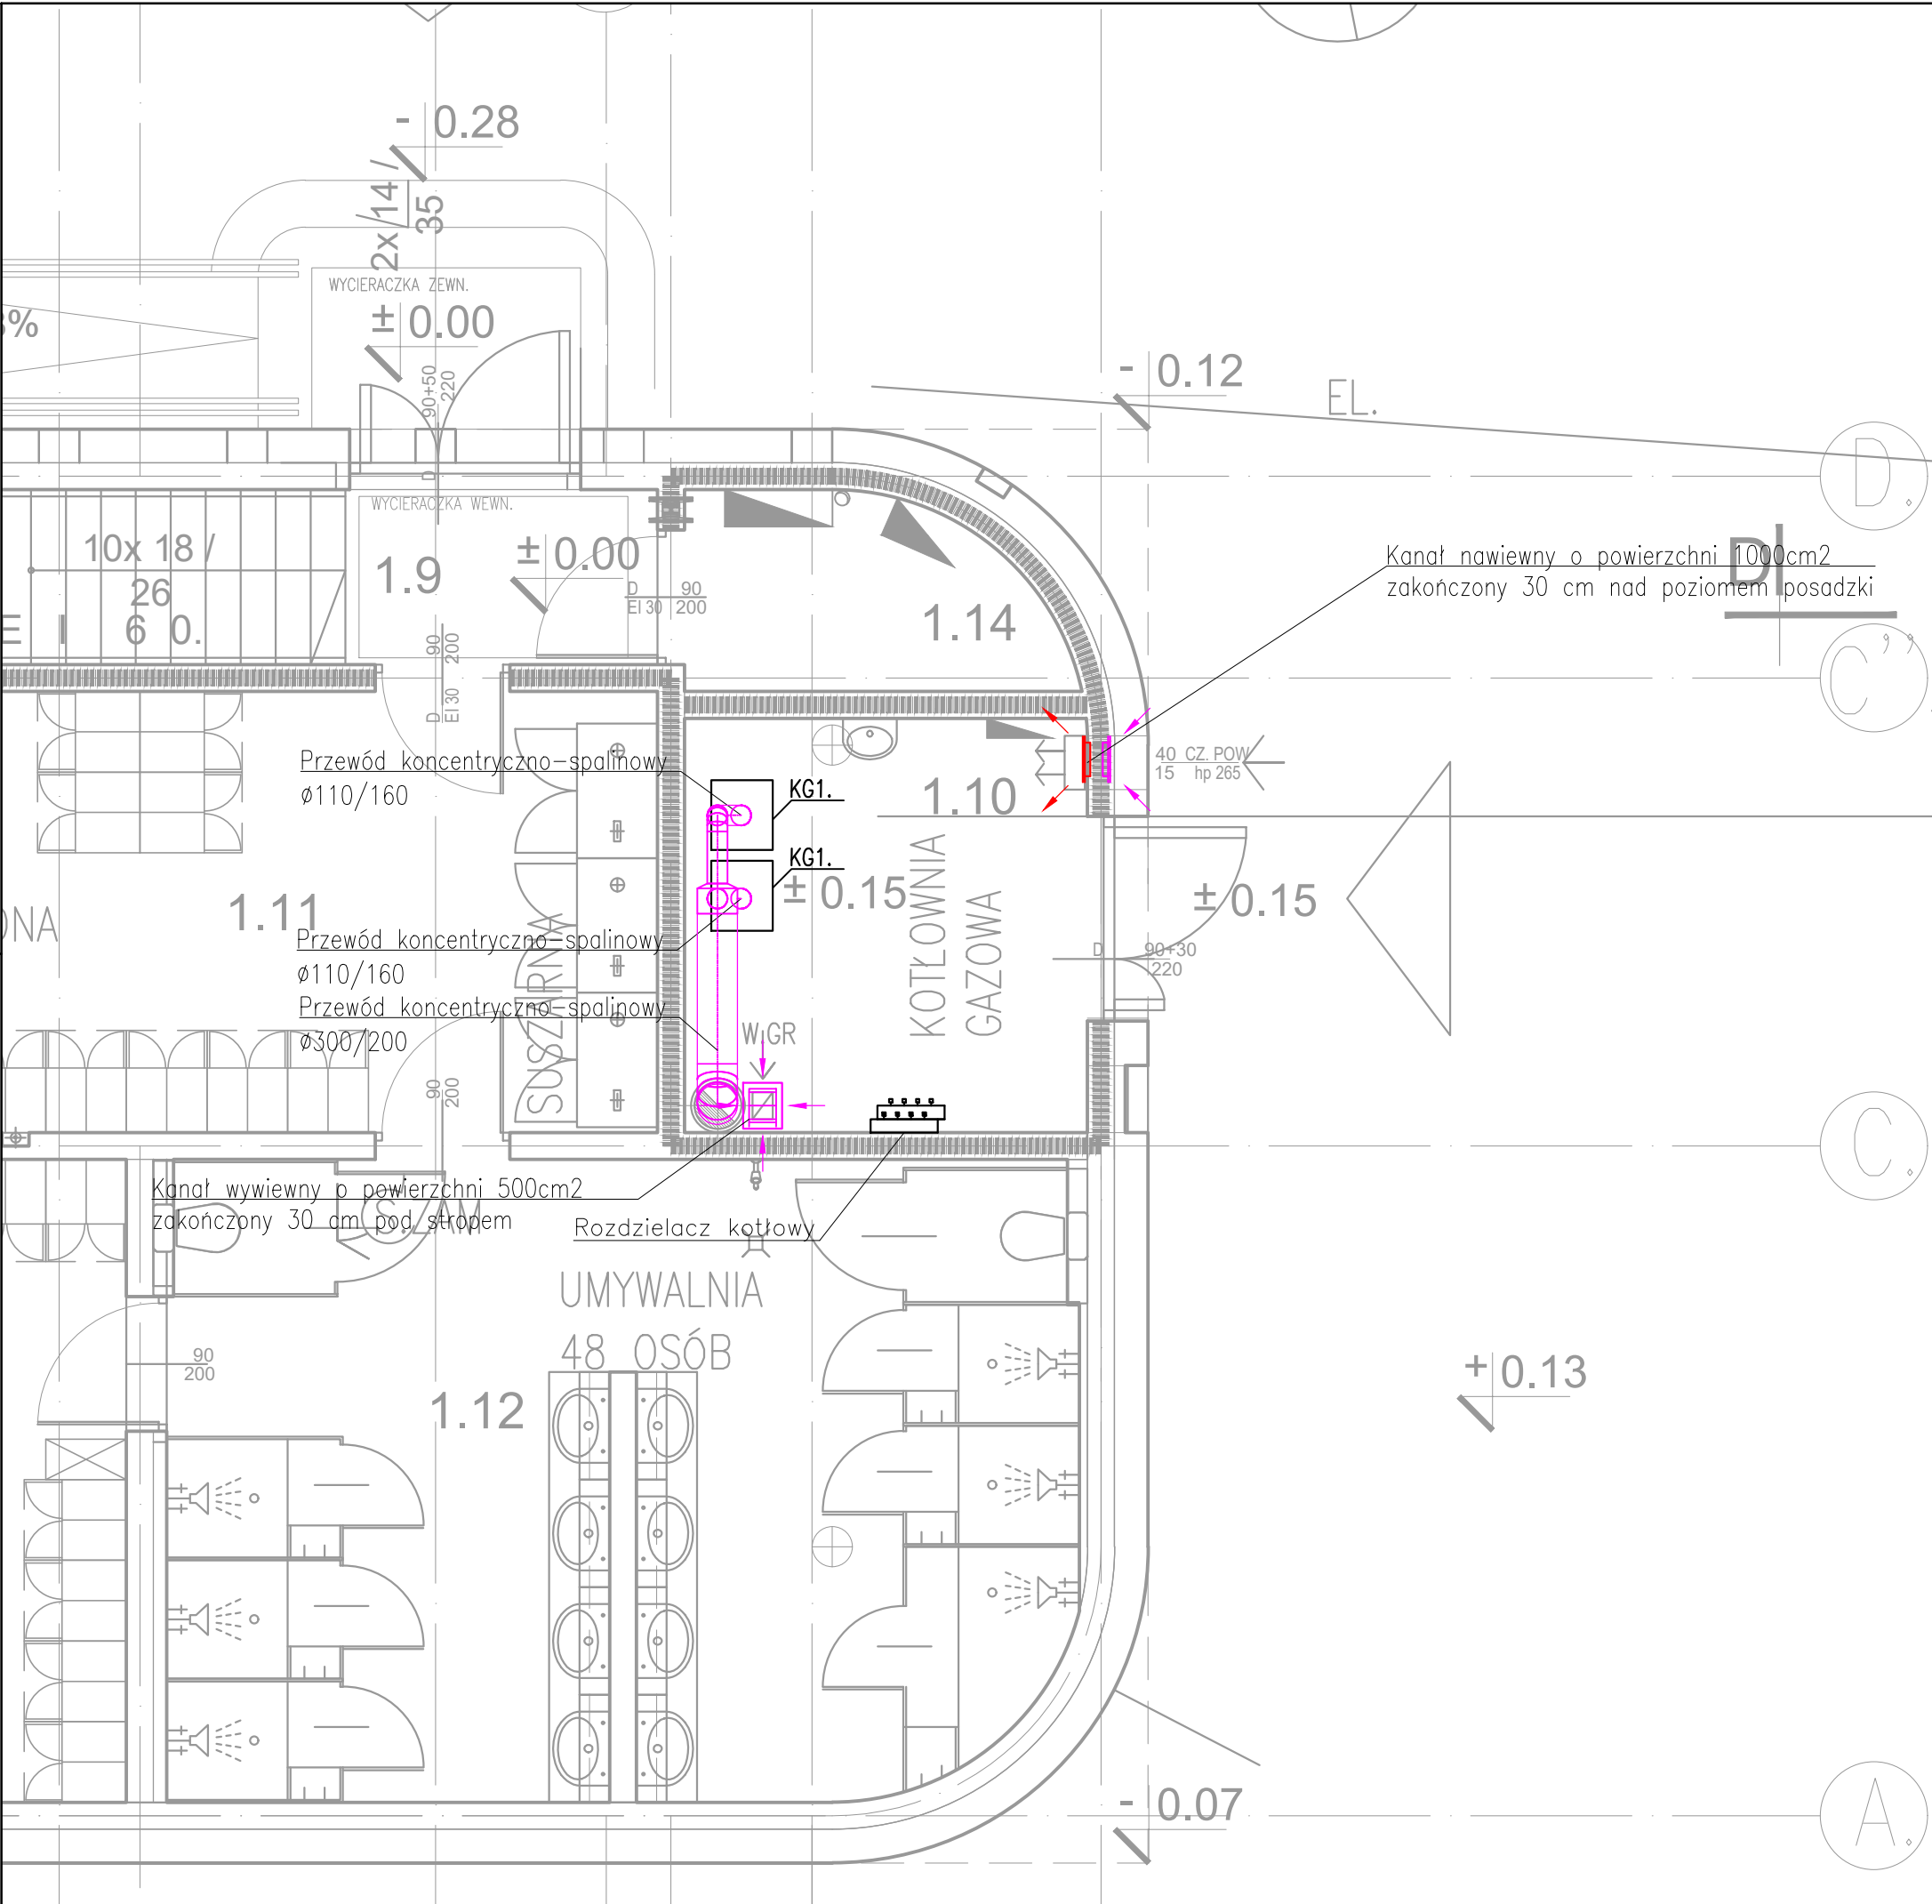 - 0.28
2x 14 /
35
WYCIERACZKA ZEWN.
± 0.00
90+50
220
D
- 0.12
EL.
D.
WYCIERACZKA WEWN.
10x 18 /
26
6 0.
1.9
± 0.00
D 90
EI 30 200
1.14
Kanał nawiewny o powierzchni 1000cm2
zakończony 30 cm nad poziomem posadzki
D
C''
D 90
EI 30 200
Przewód koncentryczno-spalinowy
ø110/160
KG1.
1.10
40 CZ. POW
15 hp 265
KG1.
± 0.15
KOTŁOWNIA
GAZOWA
± 0.15
1.11
Przewód koncentryczno-spalinowy
ø110/160
Przewód koncentryczno-spalinowy
ø300/200
SUSZARNIA
D 90+30
220
W.GR
90
200
C.
Kanał wywiewny o powierzchni 500cm2
zakończony 30 cm pod stropem
Rozdzielacz kotłowy
UMYWALNIA
48 OSÓB
90
200
1.12
+ 0.13
- 0.07
A.